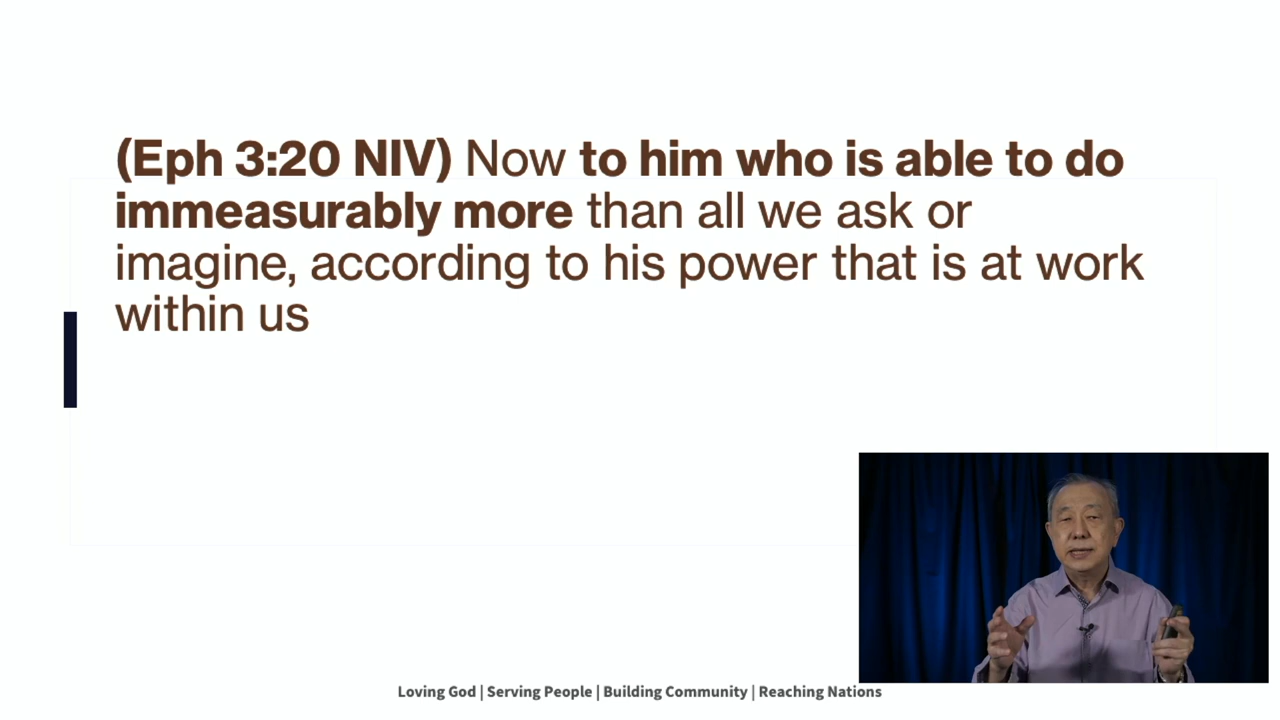 (Eph 3:20 NIV) Now to him who is able to do
immeasurably more than all we ask or
imagine, according to his power that is at work
within us
Loving God | Serving People | Building Community | Reaching Nations